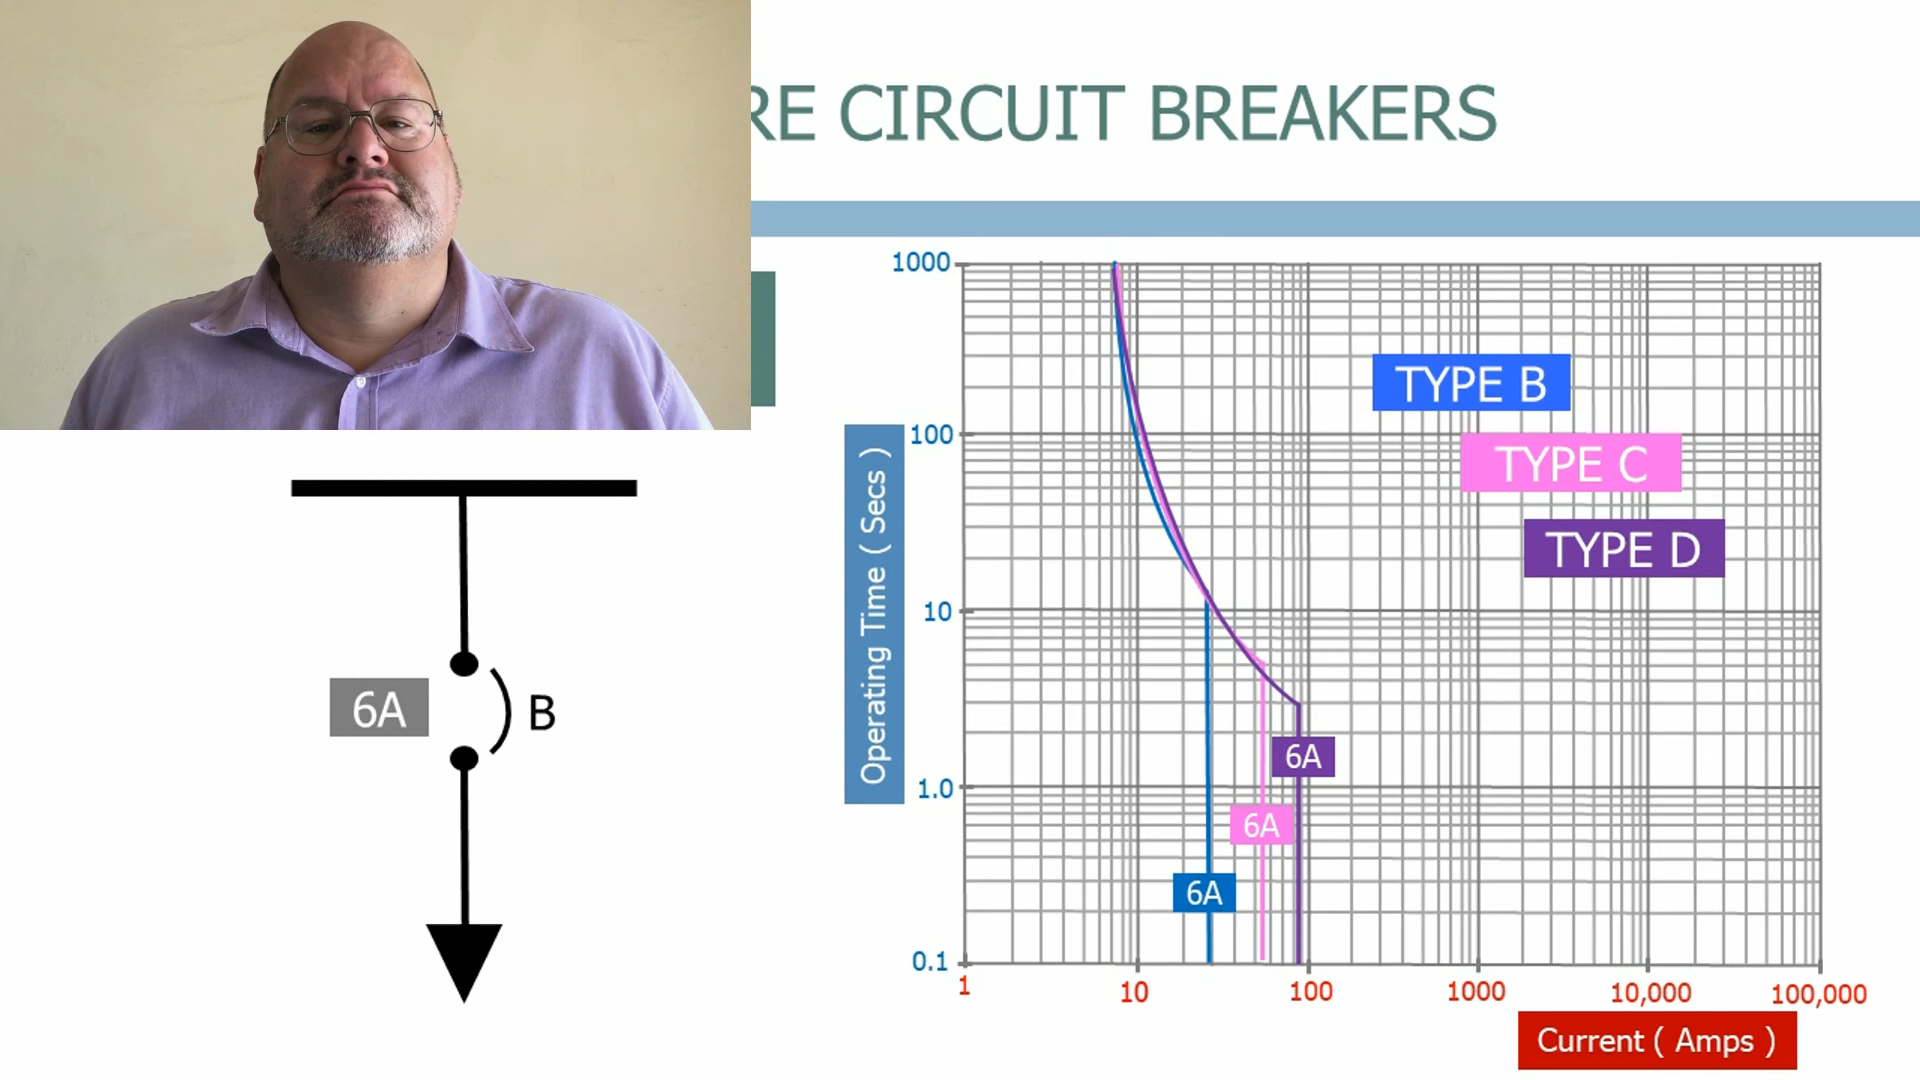 RE CIRCUIT BREAKERS
1000
100
10
1.0
0.1
Operating Time ( Secs )
TYPE B
TYPE C
TYPE D
6A
6A
6A
1
10
100
1000
10,000
100,000
Current ( Amps )
6A
B